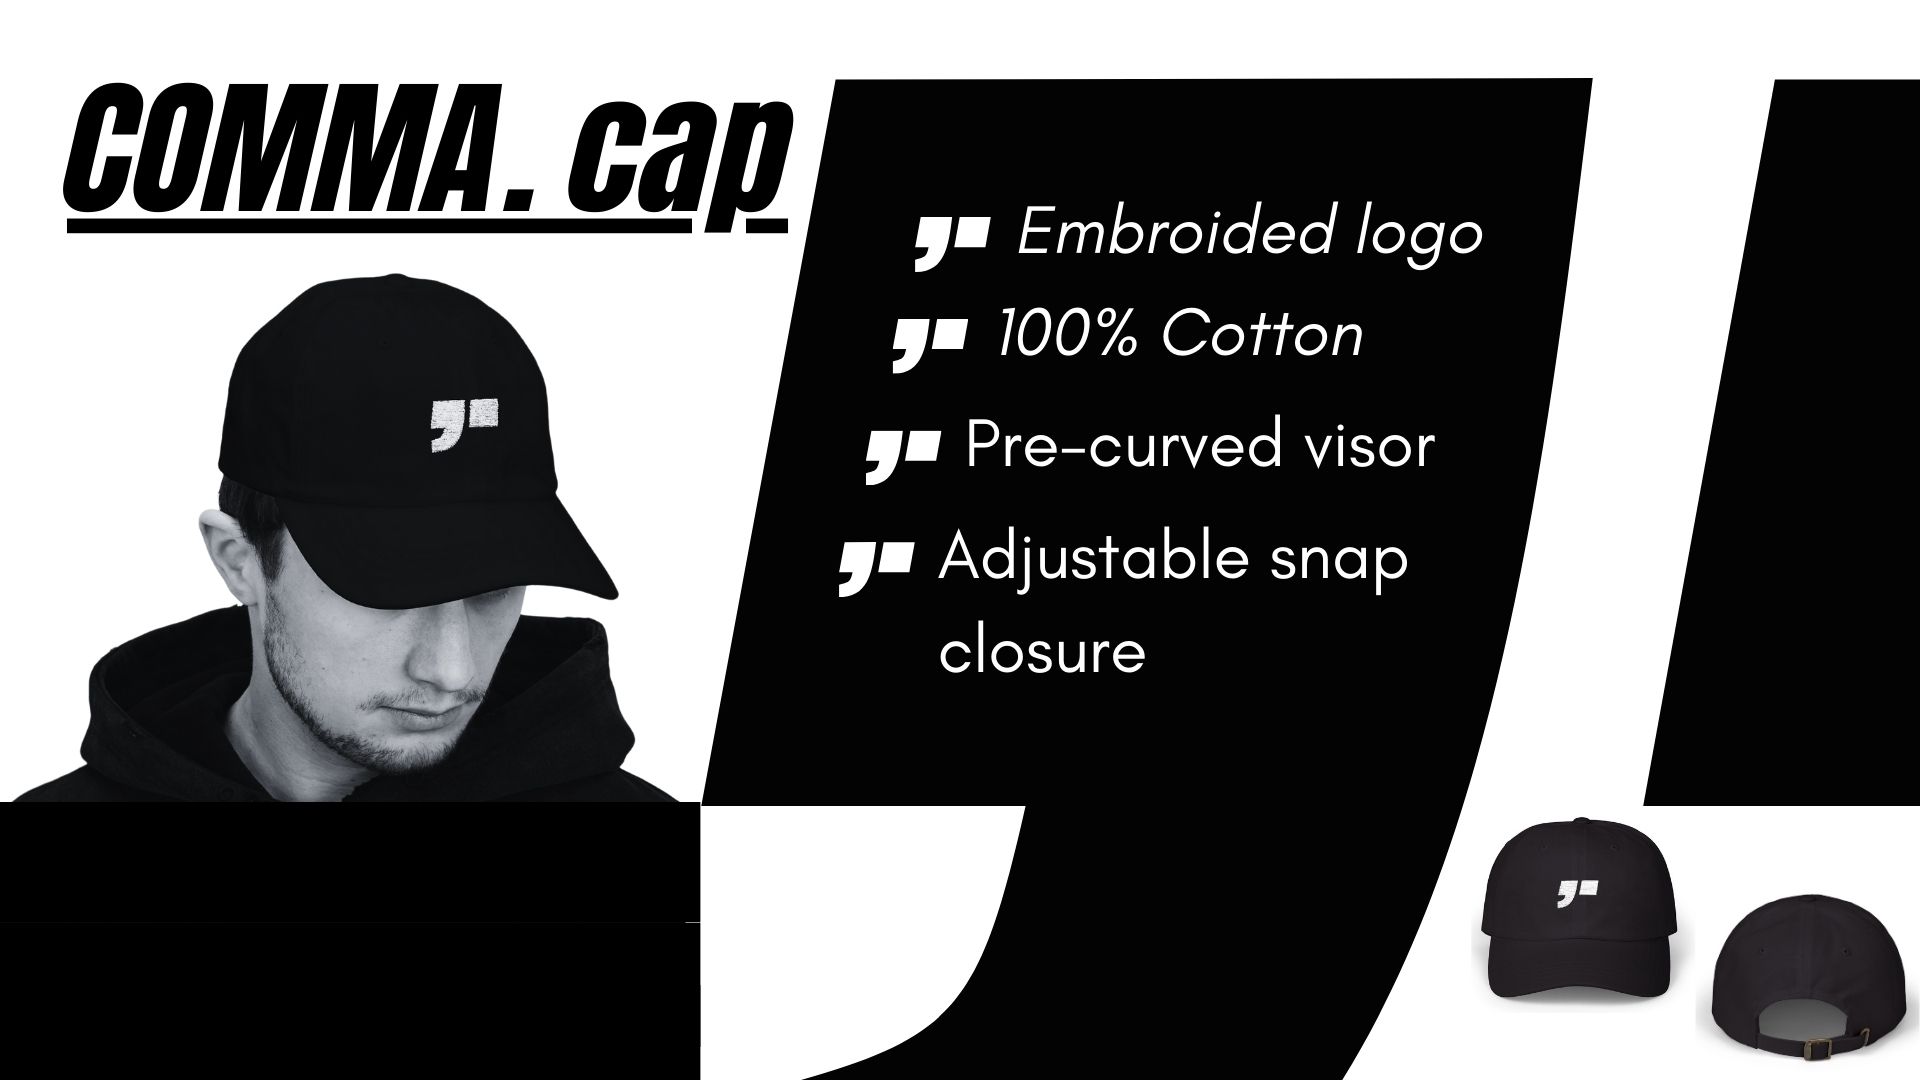 COMMA. cap
Embroided logo
100% Cotton
Pre-curved visor
Adjustable snap
closure